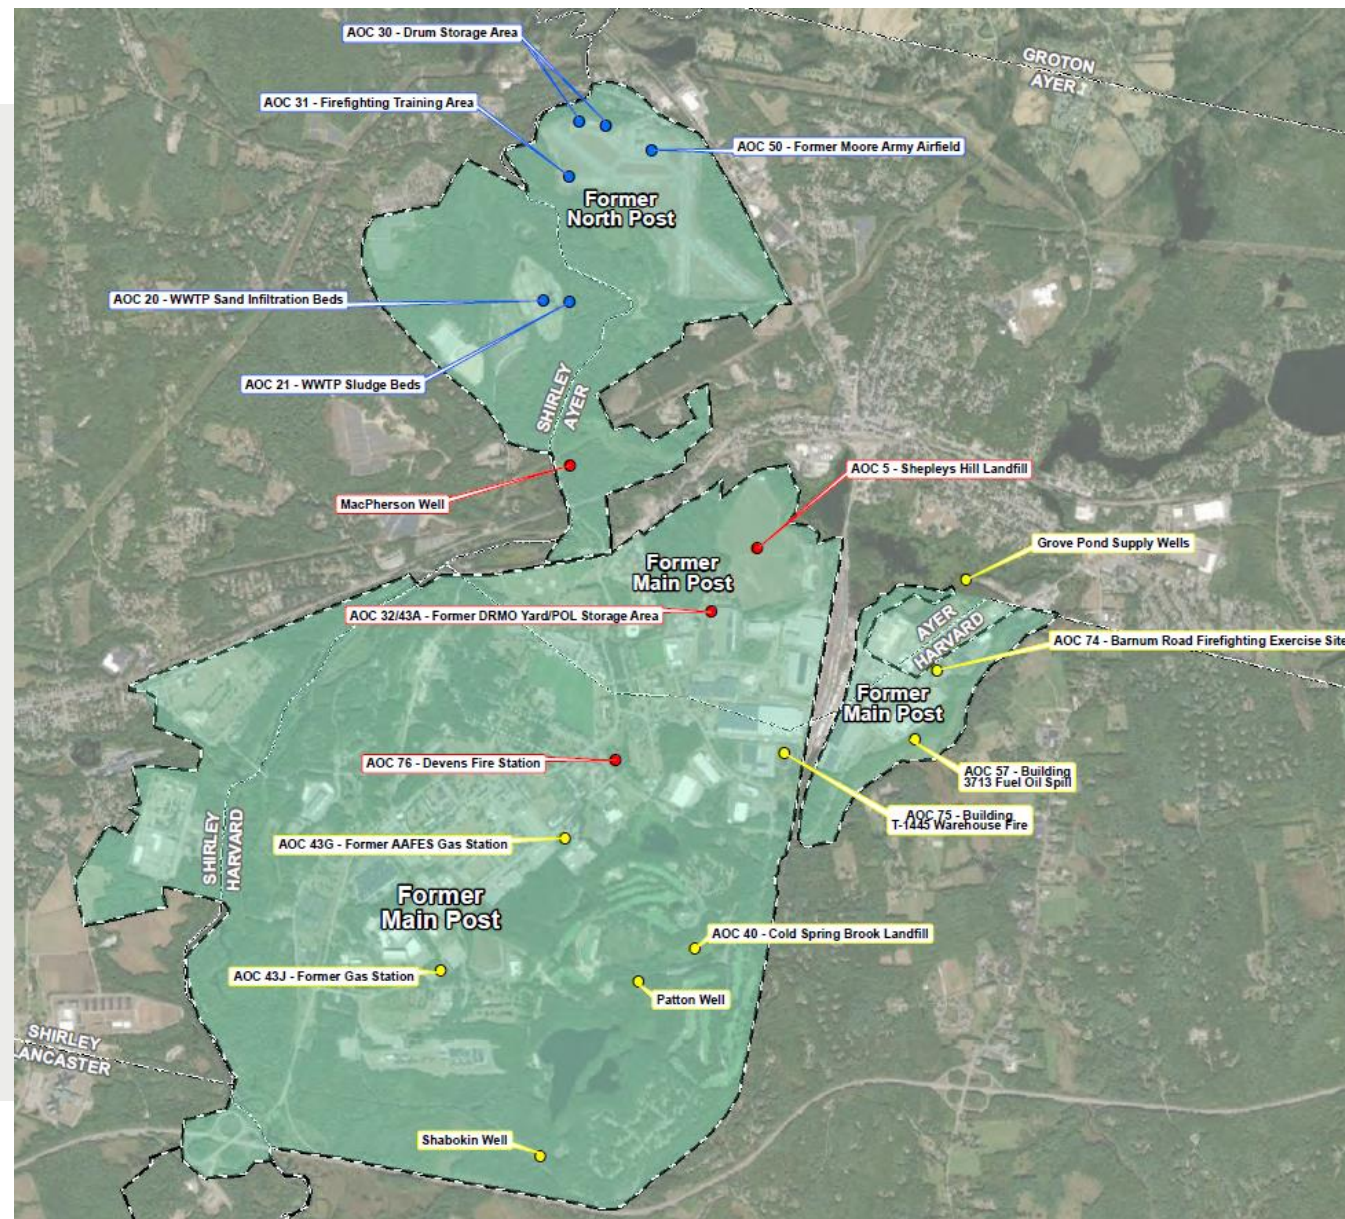 AOC 30 - Drum Storage Area
GROTON
AYER
AOC 31 - Firefighting Training Area
AOC 50 - Former Moore Army Airfield
Former
North Post
AOC 20 - WWTP Sand Infiltration Beds
AOC 21 - WWTP Sludge Beds
SHIRLEY
AYER
AOC 5 - Shepleys Hill Landfill
MacPherson Well
Grove Pond Supply Wells
Former
Main Post
AOC 32/43A - Former DRMO Yard/POL Storage Area
AYER
HARVARD
AOC 74 - Barnum Road Firefighting Exercise Site
Former
Main Post
AOC 76 - Devens Fire Station
AOC 57 - Building
3713 Fuel Oil Spill
AOC 75 - Building
T-1445 Warehouse Fire
SHIRLEY
HARVARD
AOC 43G - Former AAFES Gas Station
Former
Main Post
AOC 40 - Cold Spring Brook Landfill
AOC 43J - Former Gas Station
Patton Well
SHIRLEY
LANCASTER
Shabokin Well